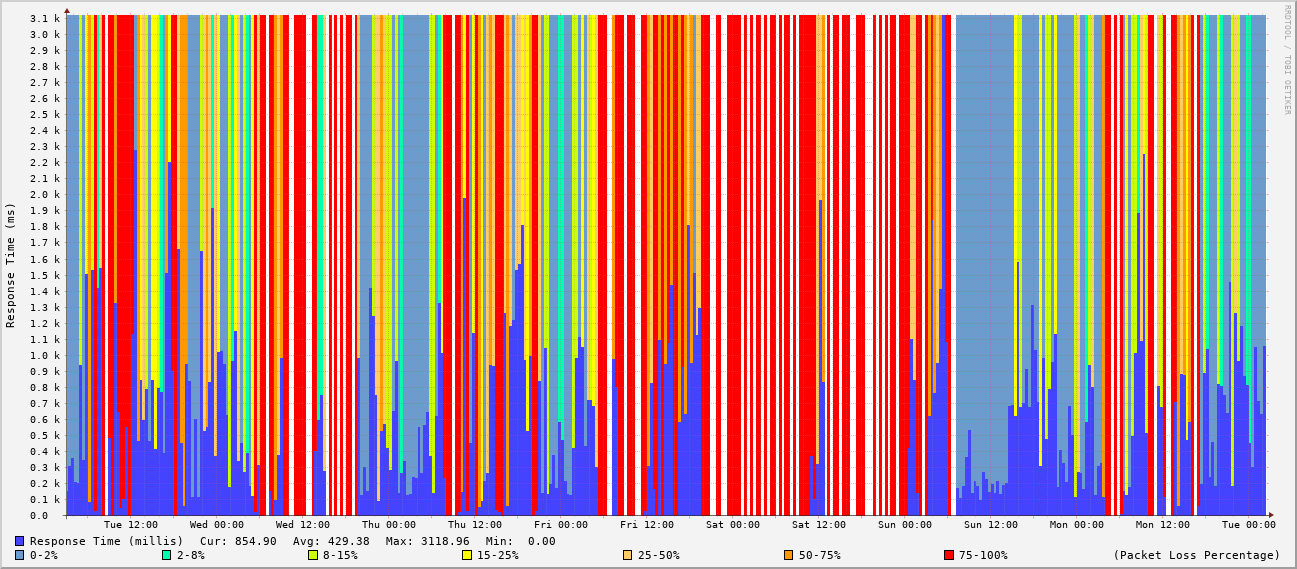 RRDTOOL / TOBI OETIKER
Response Time (ms)
3.1 k
3.0 k
2.9 k
2.8 k
2.7 k
2.6 k
2.5 k
2.4 k
2.3 k
2.2 k
2.1 k
2.0 k
1.9 k
1.8 k
1.7 k
1.6 k
1.5 k
1.4 k
1.3 k
1.2 k
1.1 k
1.0 k
0.9 k
0.8 k
0.7 k
0.6 k
0.5 k
0.4 k
0.3 k
0.2 k
0.1 k
0.0
Tue 12:00 Wed 00:00 Wed 12:00 Thu 00:00 Thu 12:00 Fri 00:00 Fri 12:00 Sat 00:00 Sat 12:00 Sun 00:00 Sun 12:00 Mon 00:00 Mon 12:00 Tue 00:00
Response Time (millis) Cur: 854.90 Avg: 429.38 Max: 3118.96 Min: 0.00
0-2% 2-8% 8-15% 15-25% 25-50% 50-75% 75-100% (Packet Loss Percentage)